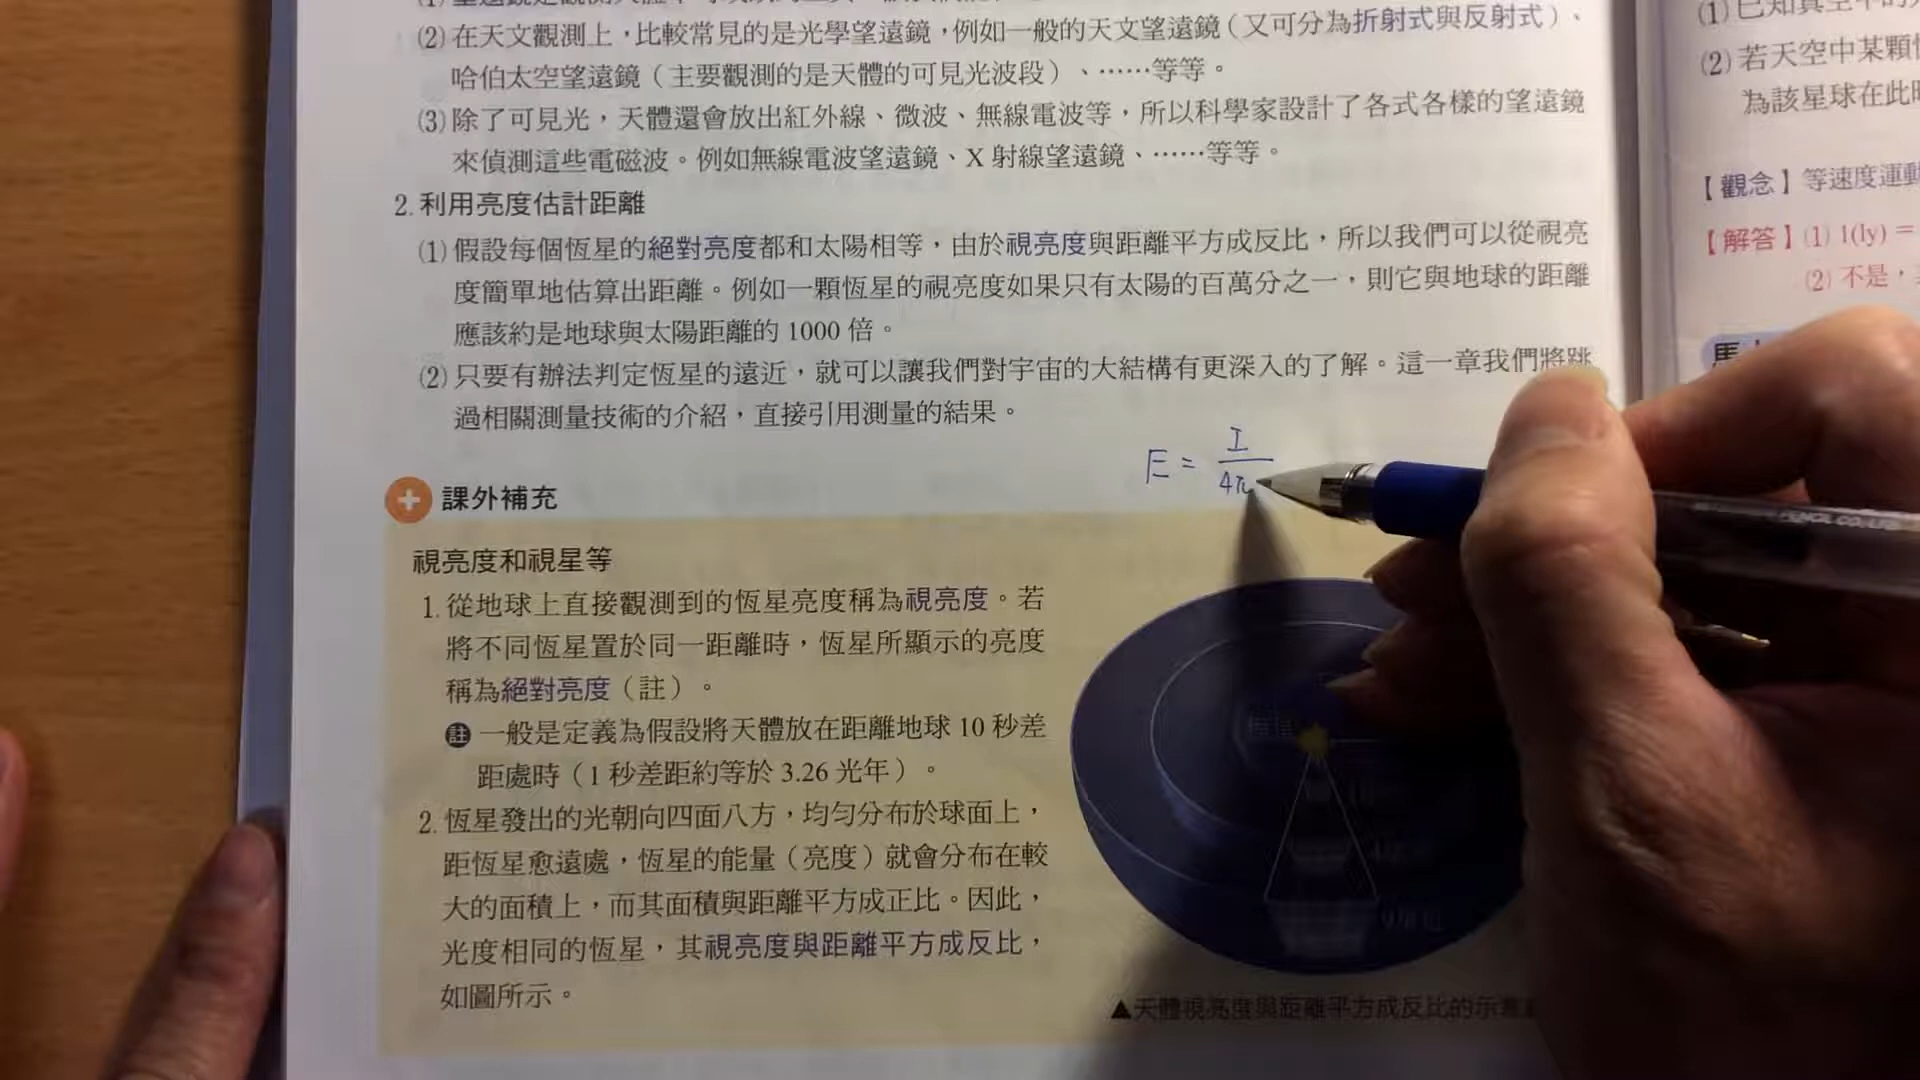 (2) 在天文觀測上，比較常見的是光學望遠鏡，例如一般的天文望遠鏡（又可分為折射式與反射式）、
哈伯太空望遠鏡（主要觀測的是天體的可見光波段）、……等等。
(3) 除了可見光，天體還會放出紅外線、微波、無線電波等，所以科學家設計了各式各樣的望遠鏡
來偵測這些電磁波。例如無線電波望遠鏡、X 射線望遠鏡、……等等。
2. 利用亮度估計距離
(1) 假設每個恆星的絕對亮度都和太陽相等，由於視亮度與距離平方成反比，所以我們可以從視亮
度簡單地估算出距離。例如一顆恆星的視亮度如果只有太陽的百萬分之一，則它與地球的距離
應該約是地球與太陽距離的 1000 倍。
(2) 只要有辦法判定恆星的遠近，就可以讓我們對宇宙的大結構有更深入的了解。這一章我們將跳
過相關測量技術的介紹，直接引用測量的結果。
E = I / 4π
課外補充
視亮度和視星等
1. 從地球上直接觀測到的恆星亮度稱為視亮度。若
將不同恆星置於同一距離時，恆星所顯示的亮度
稱為絕對亮度（註）。
註 一般是定義為假設將天體放在距離地球 10 秒差
距處時（1 秒差距約等於 3.26 光年）。
2. 恆星發出的光朝向四面八方，均勻分布於球面上，
距恆星愈遠處，恆星的能量（亮度）就會分布在較
大的面積上，而其面積與距離平方成正比。因此，
光度相同的恆星，其視亮度與距離平方成反比，
如圖所示。
▲天體視亮度與距離平方成反比的示意
(1) 已知真空中的
(2) 若天空中某顆
為該星球在此時
【觀念】等速度運動
【解答】(1) 1(ly) =
(2) 不是，